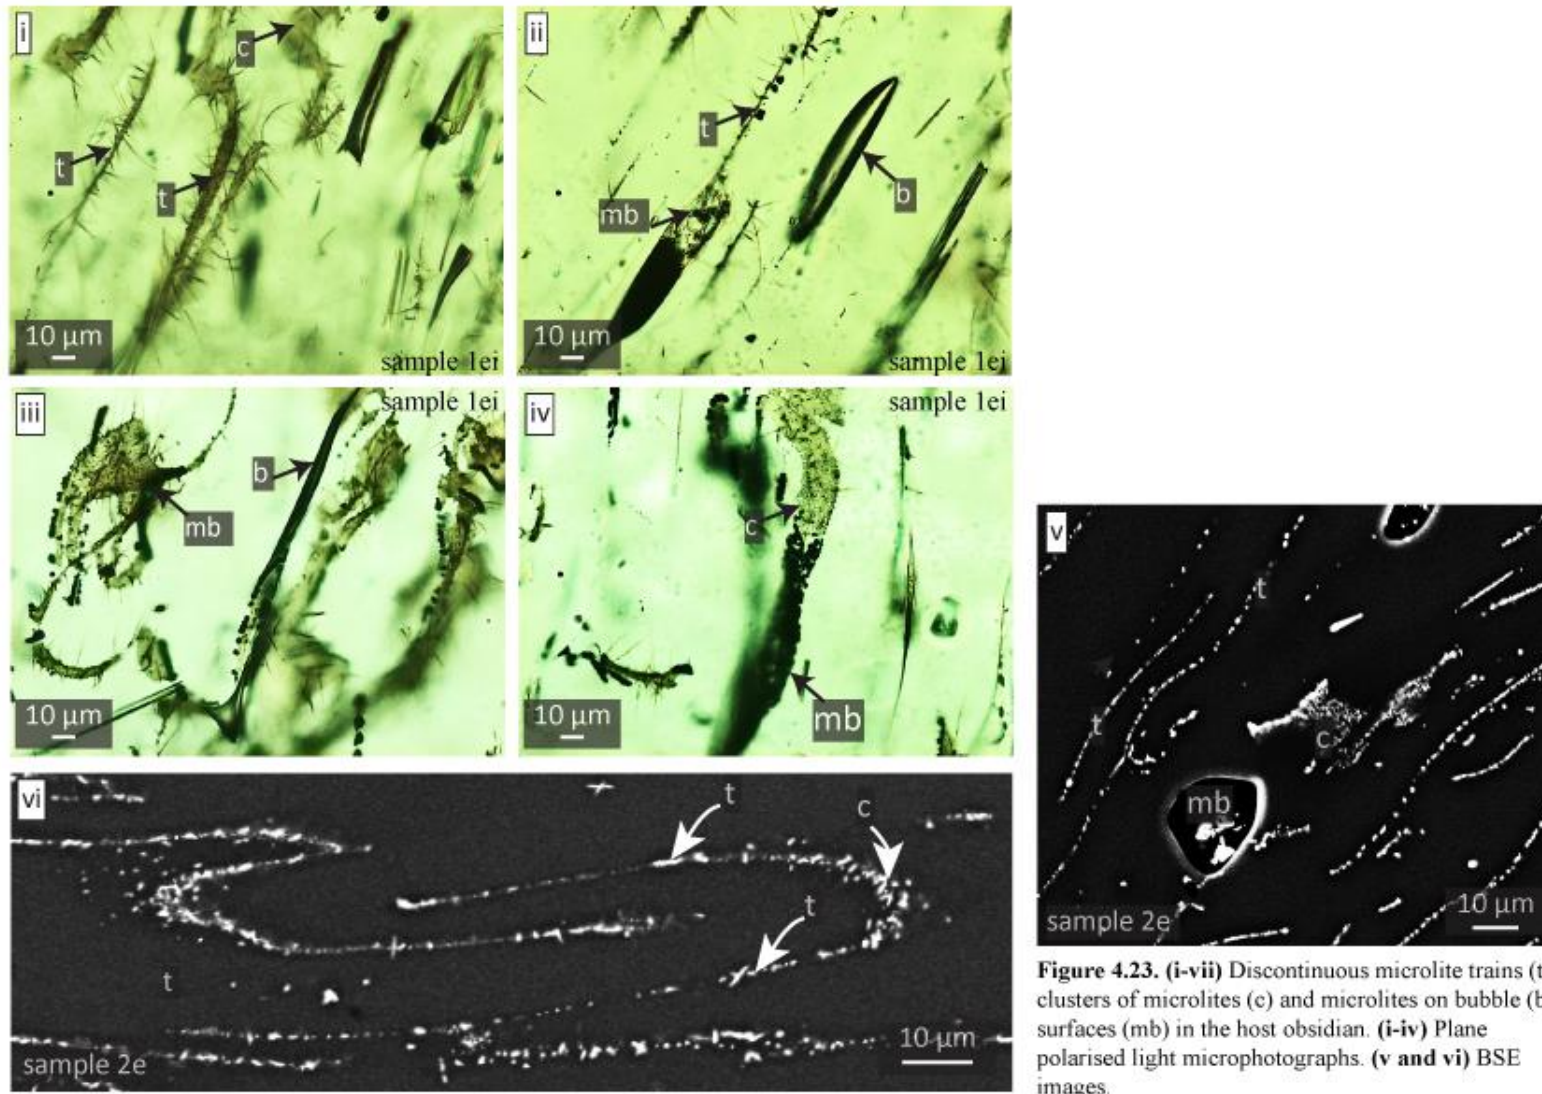 i
c
t
t
10 μm
sample 1ei
ii
t
b
mb
10 μm
sample 1ei
iii
sample 1ei
b
mb
10 μm
iv
sample 1ei
c
mb
10 μm
v
t
t
c
mb
sample 2e
10 μm
vi
t
c
t
t
sample 2e
10 μm
Figure 4.23. (i-vii) Discontinuous microlite trains (t
clusters of microlites (c) and microlites on bubble (b
surfaces (mb) in the host obsidian. (i-iv) Plane
polarised light microphotographs. (v and vi) BSE
images.